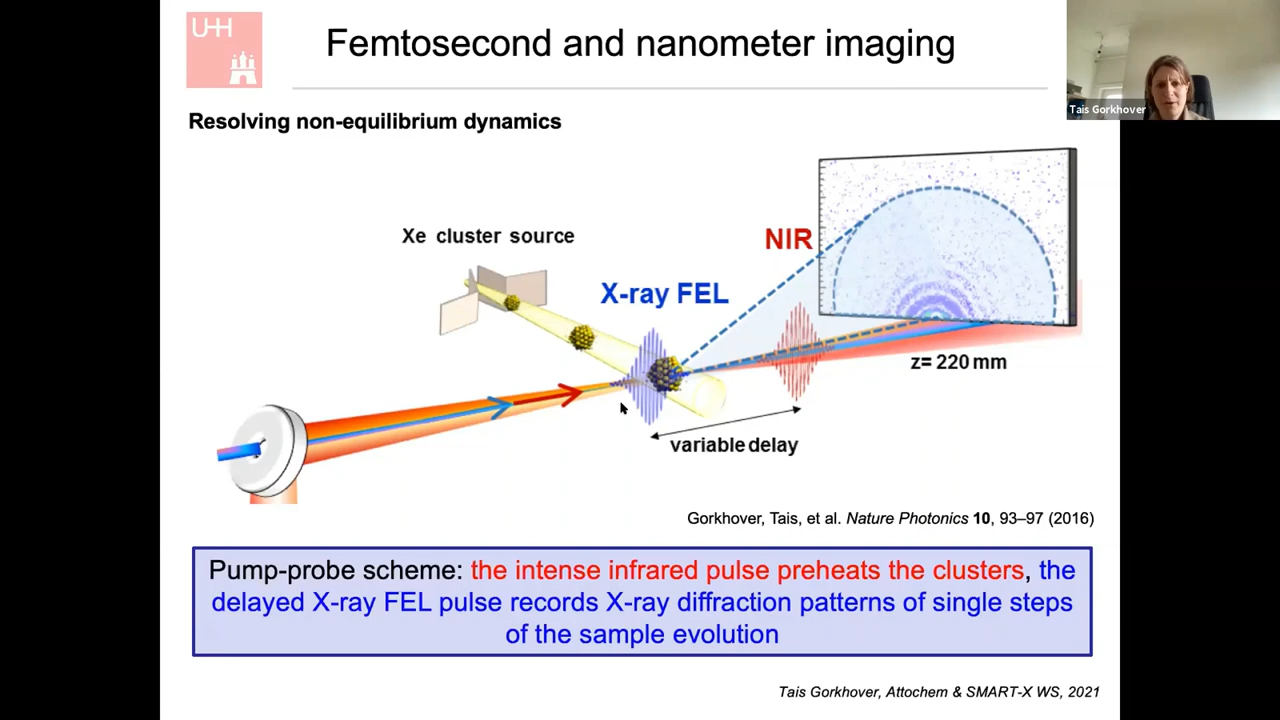 UHH
Femtosecond and nanometer imaging
Tais Gorkhover
Resolving non-equilibrium dynamics
Xe cluster source
NIR
X-ray FEL
z= 220 mm
variable delay
Gorkhover, Tais, et al. Nature Photonics 10, 93–97 (2016)
Pump-probe scheme: the intense infrared pulse preheats the clusters, the
delayed X-ray FEL pulse records X-ray diffraction patterns of single steps
of the sample evolution
Tais Gorkhover, Attochem & SMART-X WS, 2021